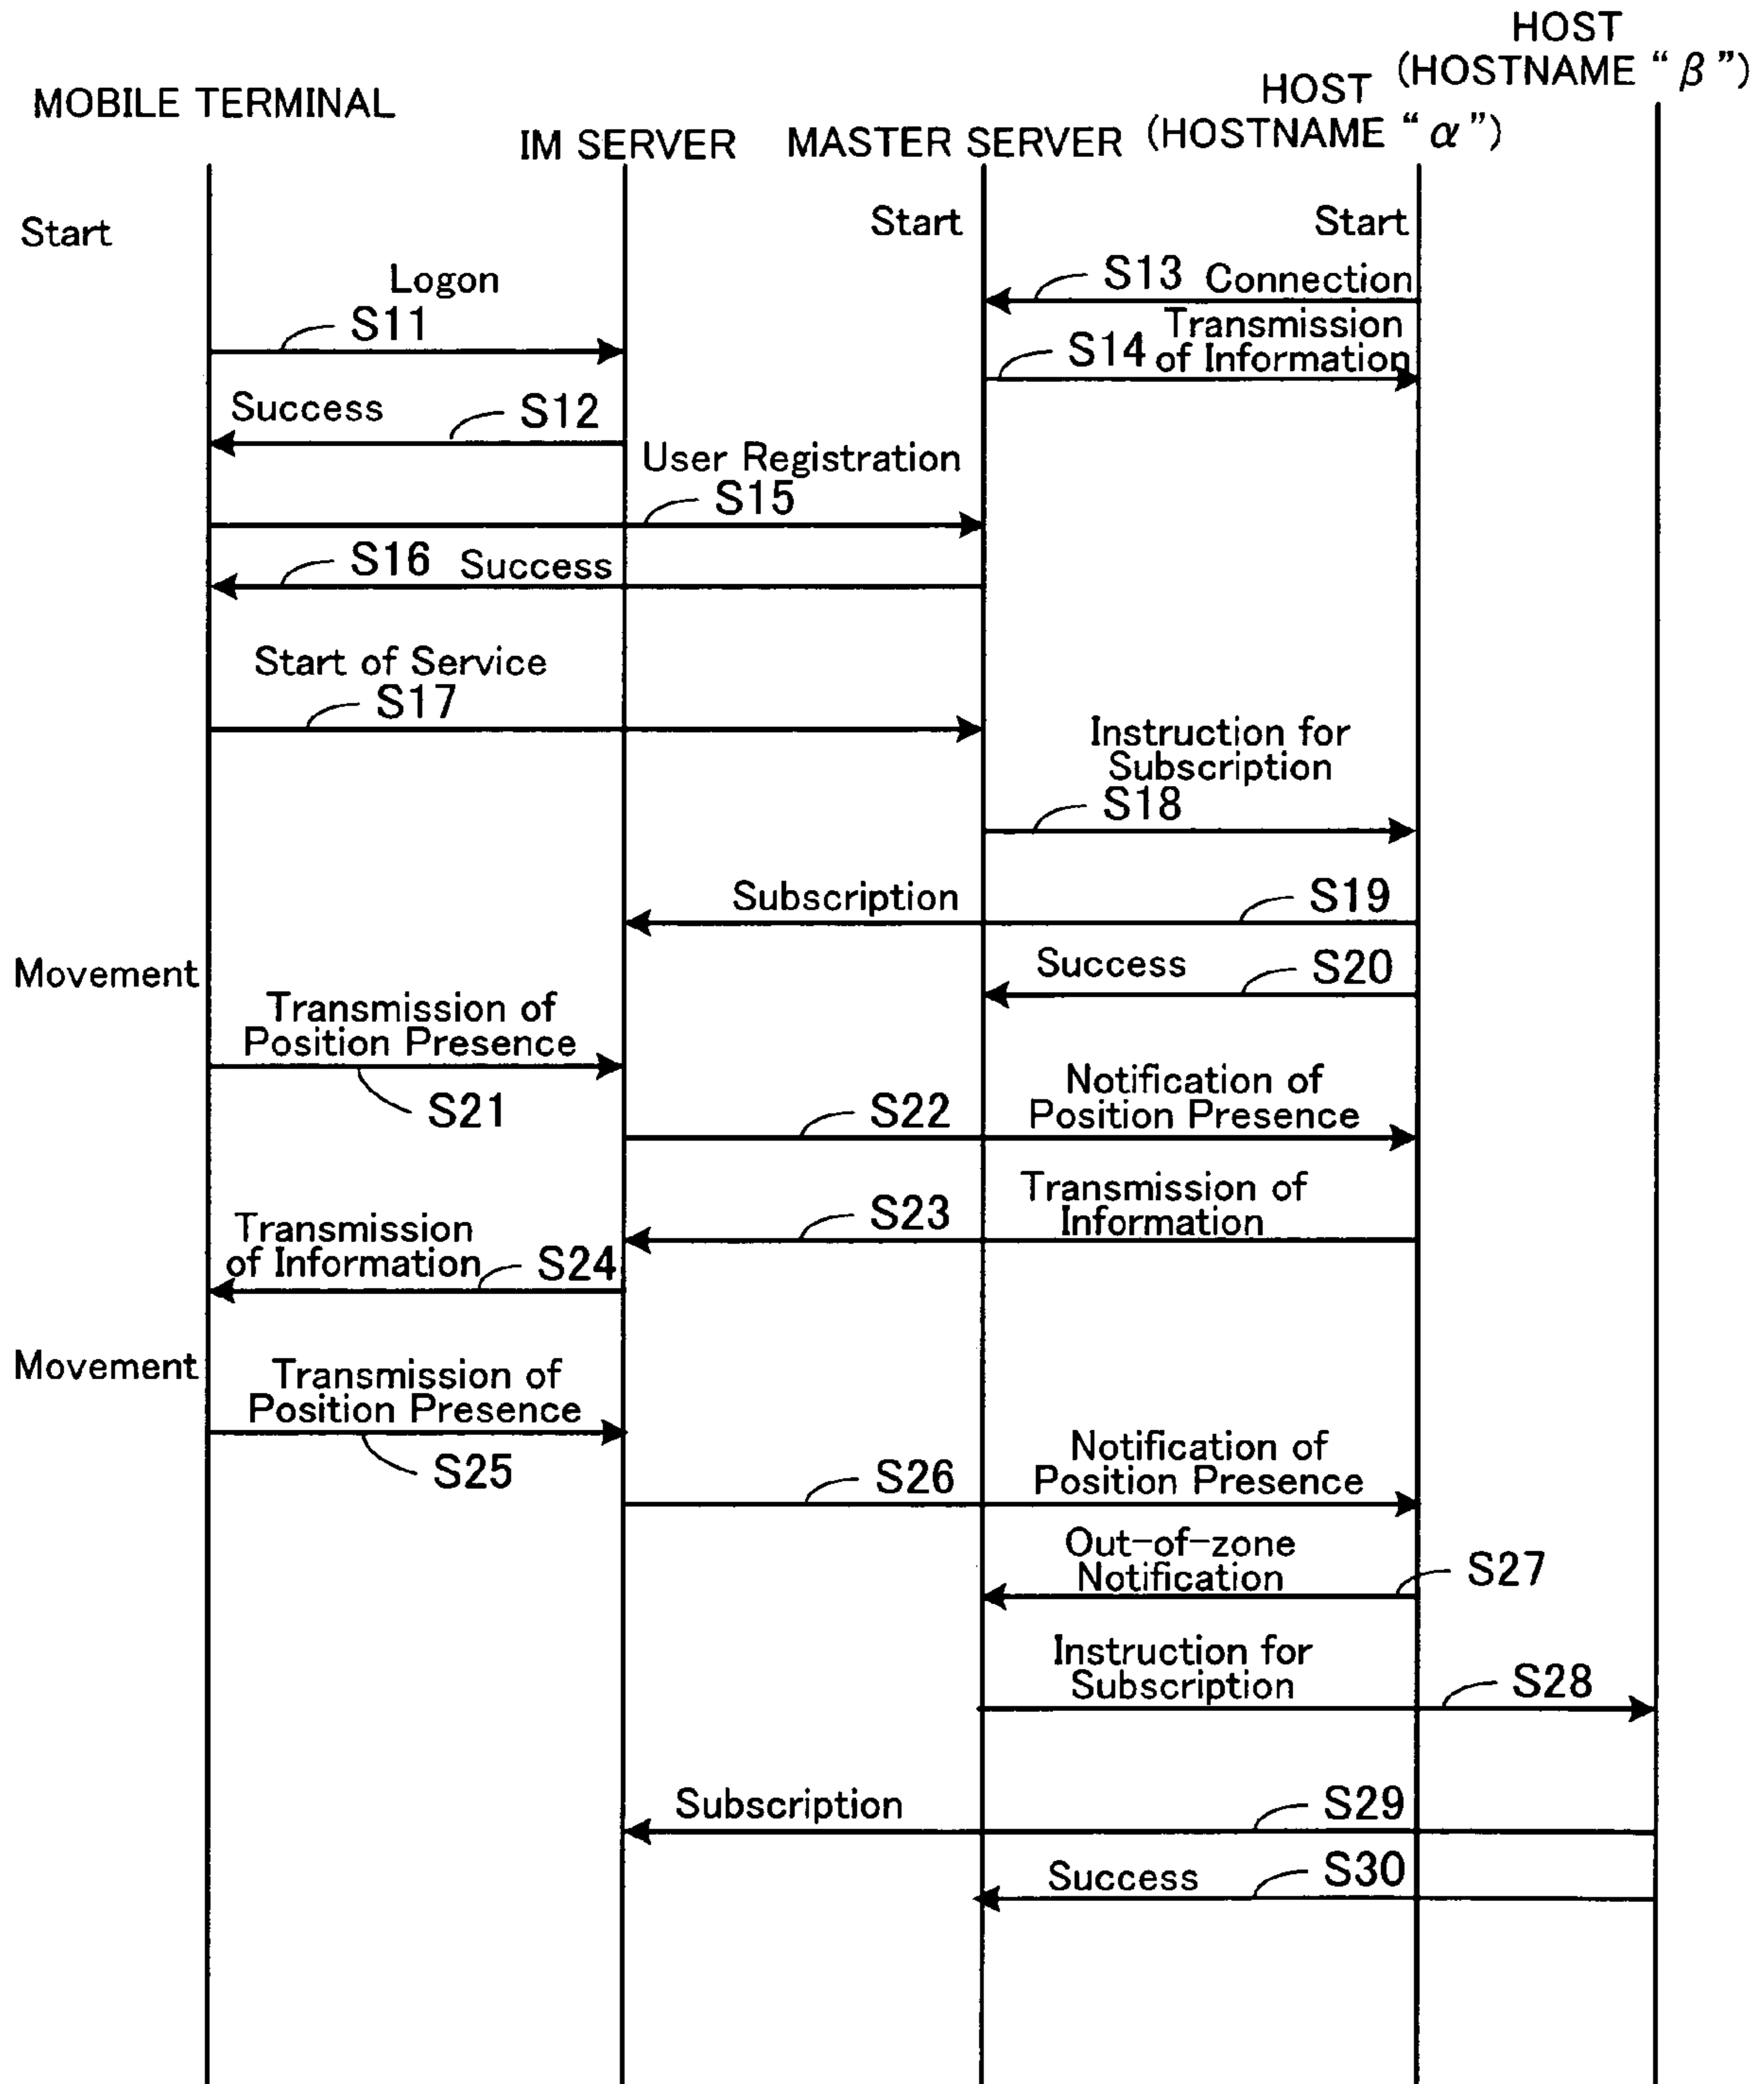 HOST
(HOSTNAME “ β ”)
HOST
(HOSTNAME “ α ”)
MOBILE TERMINAL
IM SERVER
MASTER SERVER
Start
Start
Start
S13 Connection
Logon
S11
Transmission
S14 of Information
Success
S12
User Registration
S15
S16 Success
Start of Service
S17
Instruction for
Subscription
S18
Subscription
S19
Movement
Success
S20
Transmission of
Position Presence
S21
Notification of
S22
Position Presence
Transmission of
S23
Information
Transmission
of Information
S24
Movement
Transmission of
Position Presence
S25
Notification of
S26
Position Presence
Out-of-zone
Notification
S27
Instruction for
Subscription
S28
Subscription
S29
Success
S30